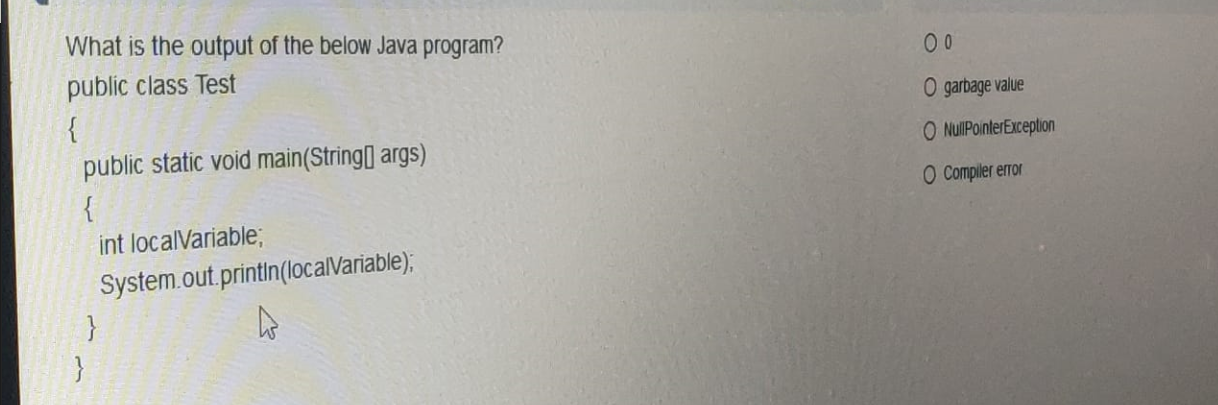 What is the output of the below Java program?
public class Test
{
public static void main(String[] args)
{
int localVariable;
System.out.println(localVariable);
}
}
0
garbage value
NullPointerException
Compiler error